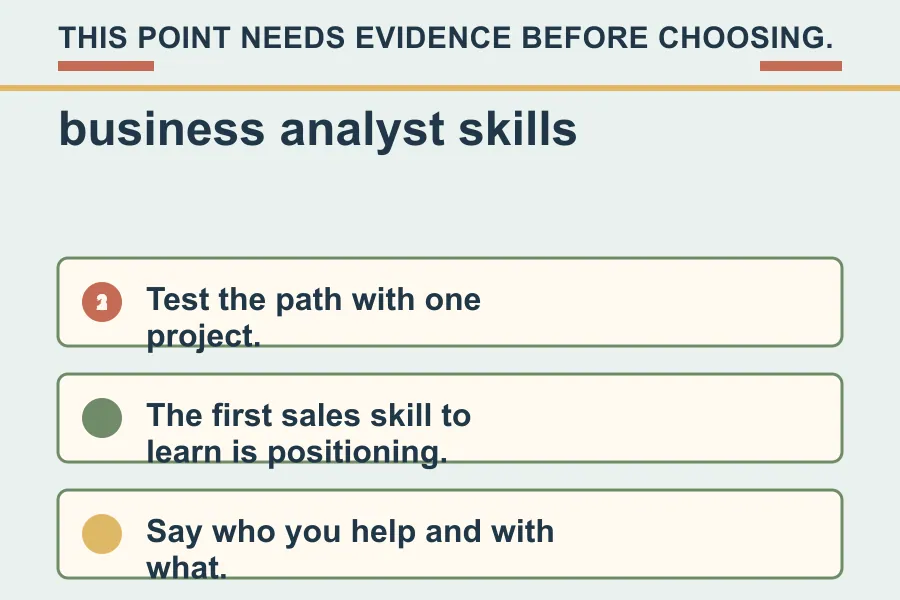 THIS POINT NEEDS EVIDENCE BEFORE CHOOSING.
business analyst skills
Test the path with one
project.
The first sales skill to
learn is positioning.
Say who you help and with
what.